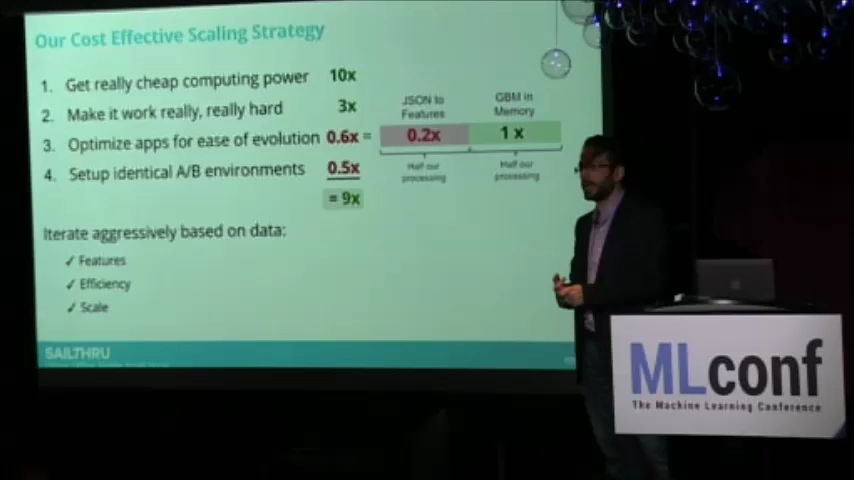 Our Cost Effective Scaling Strategy
1. Get really cheap computing power 10x
2. Make it work really, really hard 3x
3. Optimize apps for ease of evolution 0.6x =
4. Setup identical A/B environments 0.5x
= 9x
JSON to
Features
0.2x
Half our
processing
GBM in
Memory
1 x
Half our
processing
Iterate aggressively based on data:
✓ Features
✓ Efficiency
✓ Scale
SAILTHRU
MLconf
The Machine Learning Conference